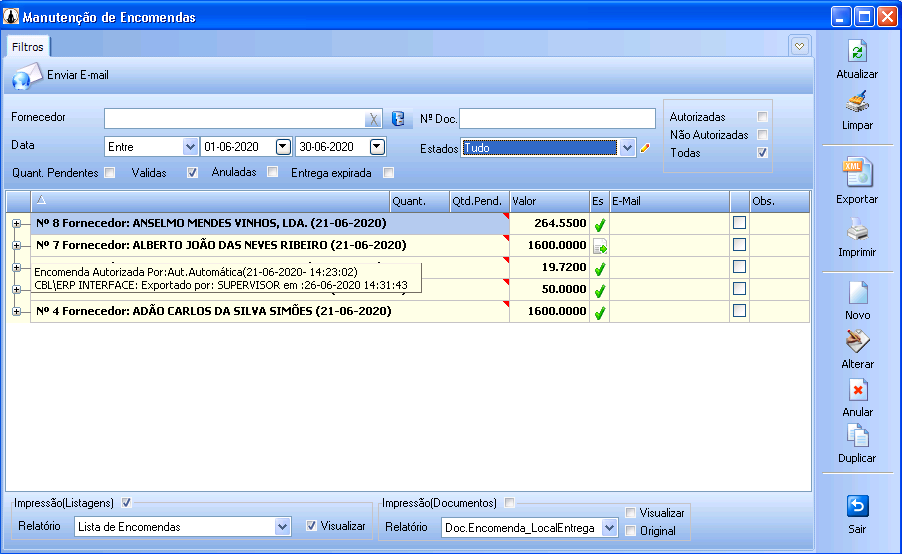 Manutenção de Encomendas
Filtros
Enviar E-mail
Fornecedor
Nº Doc.
Data Entre 01-06-2020 30-06-2020
Estados Tudo
Autorizadas
Não Autorizadas
Todas
Quant. Pendentes Validas Anuladas Entrega expirada
Quant. Qtd.Pend. Valor Es E-Mail Obs.
Nº 8 Fornecedor: ANSELMO MENDES VINHOS, LDA. (21-06-2020) 264.5500
Nº 7 Fornecedor: ALBERTO JOÃO DAS NEVES RIBEIRO (21-06-2020) 1600.0000
19.7200
Encomenda Autorizada Por:Aut.Automática(21-06-2020- 14:23:02)
CBL\ERP INTERFACE: Exportado por: SUPERVISOR em :26-06-2020 14:31:43
50.0000
Nº 4 Fornecedor: ADÃO CARLOS DA SILVA SIMÕES (21-06-2020) 1600.0000
Impressão(Listagens)
Relatório Lista de Encomendas Visualizar
Impressão(Documentos)
Relatório Doc.Encomenda_LocalEntrega
Visualizar
Original
Atualizar
Limpar
XML
Exportar
Imprimir
Novo
Alterar
Anular
Duplicar
Sair